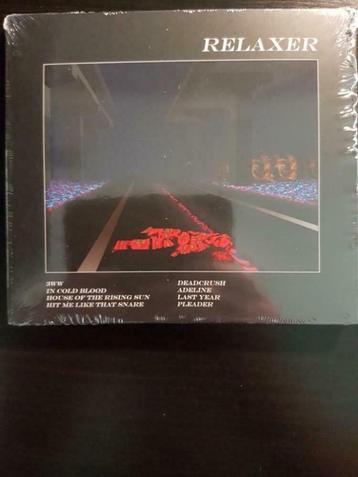 RELAXER
3WW
IN COLD BLOOD
HOUSE OF THE RISING SUN
HIT ME LIKE THAT SNARE
DEADCRUSH
ADELINE
LAST YEAR
PLEADER